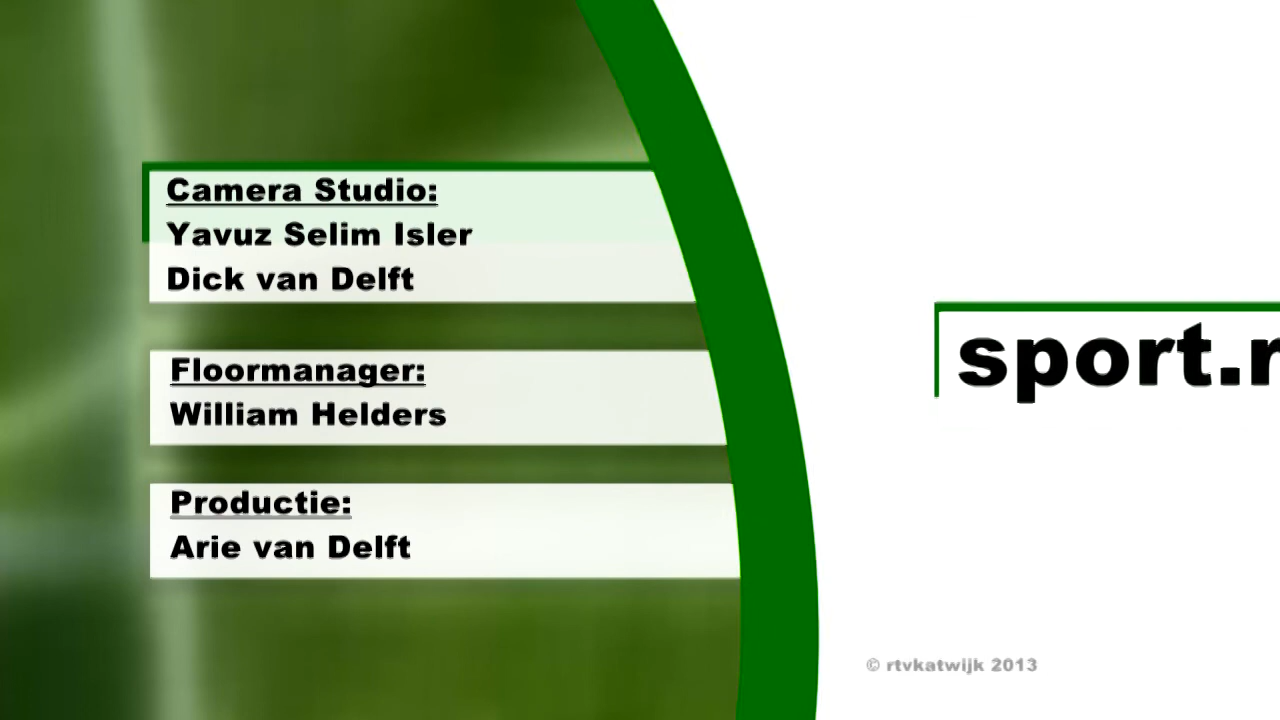 Camera Studio:
Yavuz Selim Isler
Dick van Delft
Floormanager:
William Helders
Productie:
Arie van Delft
sport.
© rtvkatwijk 2013